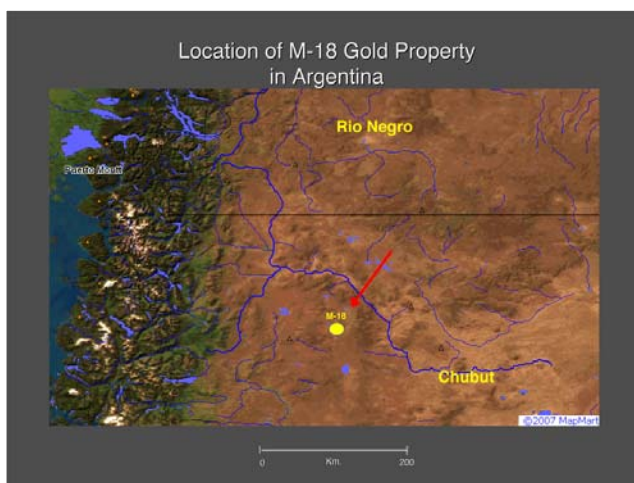 Location of M-18 Gold Property
in Argentina
Rio Negro
Puerto Montt
M-18
Chubut
©2007 MapMart
0 Km. 200